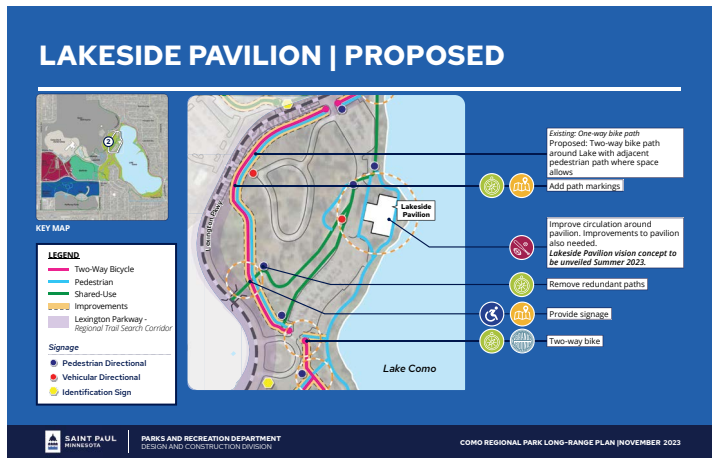 LAKESIDE PAVILION | PROPOSED
2
KEY MAP
LEGEND
Two-Way Bicycle
Pedestrian
Shared-Use
Improvements
Lexington Parkway -
Regional Trail Search Corridor
Signage
Pedestrian Directional
Vehicular Directional
Identification Sign
Lexington Pkwy
Lakeside
Pavilion
Lake Como
Existing: One-way bike path
Proposed: Two-way bike path
around Lake with adjacent
pedestrian path where space
allows
Add path markings
Improve circulation around
pavilion. Improvements to pavilion
also needed.
Lakeside Pavilion vision concept to
be unveiled Summer 2023.
Remove redundant paths
Provide signage
Two-way bike
SAINT PAUL
MINNESOTA
PARKS AND RECREATION DEPARTMENT
DESIGN AND CONSTRUCTION DIVISION
COMO REGIONAL PARK LONG-RANGE PLAN |NOVEMBER 2023